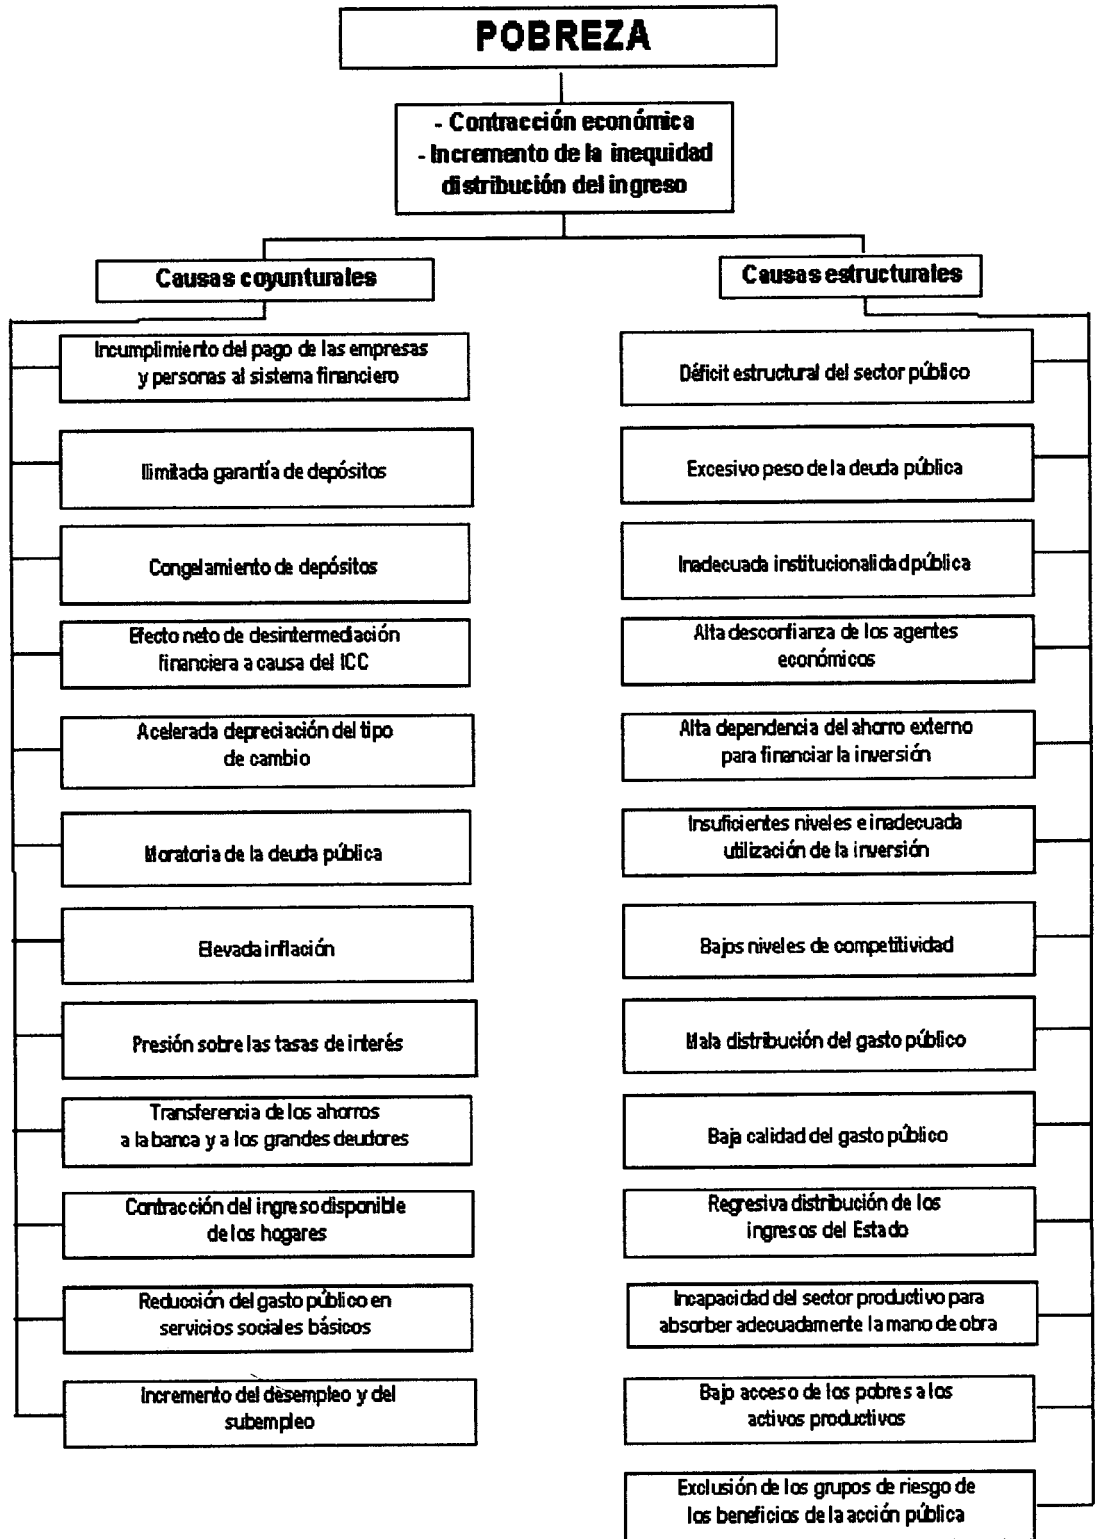 POBREZA
- Contracción económica
- Incremento de la inequidad
distribución del ingreso
Causas coyunturales
Incumplimiento del pago de las empresas
y personas al sistema financiero
Ilimitada garantía de depósitos
Congelamiento de depósitos
Efecto neto de desintermediación
financiera a causa del ICC
Acelerada depreciación del tipo
de cambio
Moratoria de la deuda pública
Elevada inflación
Presión sobre las tasas de interés
Transferencia de los ahorros
a la banca y a los grandes deudores
Contracción del ingreso disponible
de los hogares
Reducción del gasto público en
servicios sociales básicos
Incremento del desempleo y del
subempleo
Causas estructurales
Déficit estructural del sector público
Excesivo peso de la deuda pública
Inadecuada institucionalidad pública
Alta desconfianza de los agentes
económicos
Alta dependencia del ahorro externo
para financiar la inversión
Insuficientes niveles e inadecuada
utilización de la inversión
Bajos niveles de competitividad
Mala distribución del gasto público
Baja calidad del gasto público
Regresiva distribución de los
ingresos del Estado
Incapacidad del sector productivo para
absorber adecuadamente la mano de obra
Bajo acceso de los pobres a los
activos productivos
Exclusión de los grupos de riesgo de
los beneficios de la acción pública